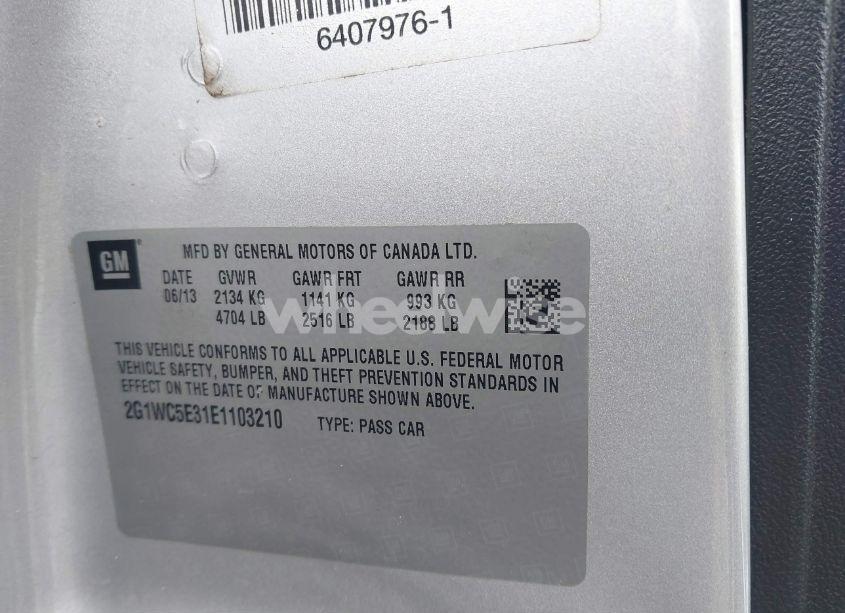 6407976-1
GM
MFD BY GENERAL MOTORS OF CANADA LTD.
DATE GVWR GAWR FRT GAWR RR
06/13 2134 KG 1141 KG 993 KG
4704 LB 2516 LB 2188 LB
wheelwise
THIS VEHICLE CONFORMS TO ALL APPLICABLE U.S. FEDERAL MOTOR
VEHICLE SAFETY, BUMPER, AND THEFT PREVENTION STANDARDS IN
EFFECT ON THE DATE OF MANUFACTURE SHOWN ABOVE.
2G1WC5E31E1103210 TYPE: PASS CAR